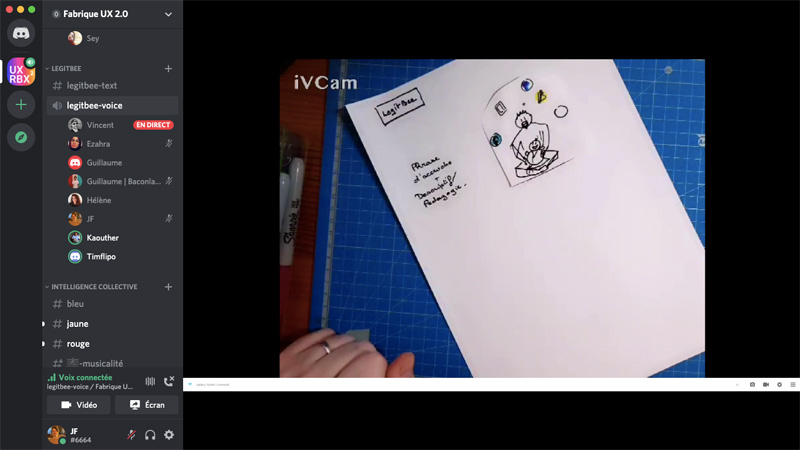 Fabrique UX 2.0
Sey
LEGITBEE
legitbee-text
legitbee-voice
Vincent
EN DIRECT
Ezahra
Guillaume
Guillaume | Baconla...
Hélène
JF
Kaouther
Timflipo
INTELLIGENCE COLLECTIVE
bleu
jaune
rouge
-musicalité
Voix connectée
legitbee-voice / Fabrique U...
Vidéo
Écran
JF
#6664
UX
RBX
iVCam
LegitBee
Phrase
d'accroche
+
Descriptif/
Pédagogie.
Sharpie